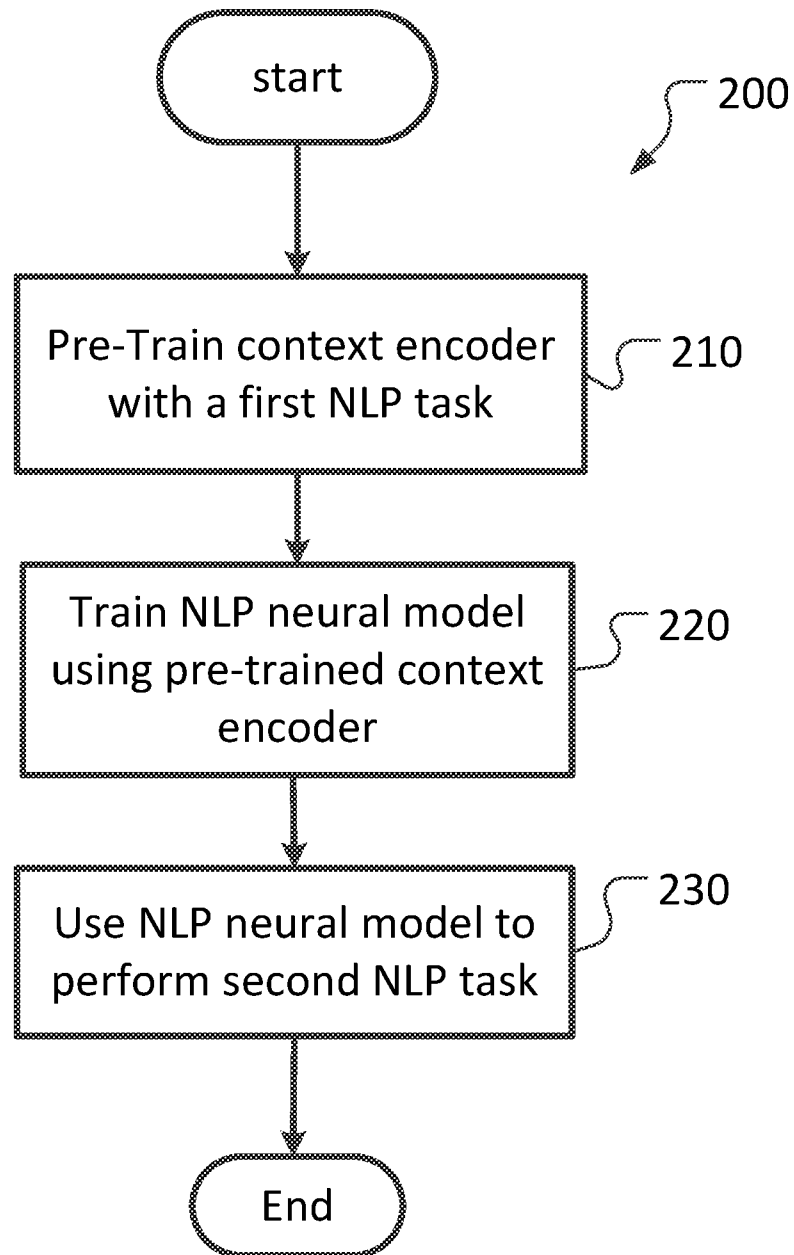 start
200
Pre-Train context encoder
with a first NLP task
210
Train NLP neural model
using pre-trained context
encoder
220
Use NLP neural model to
perform second NLP task
230
End